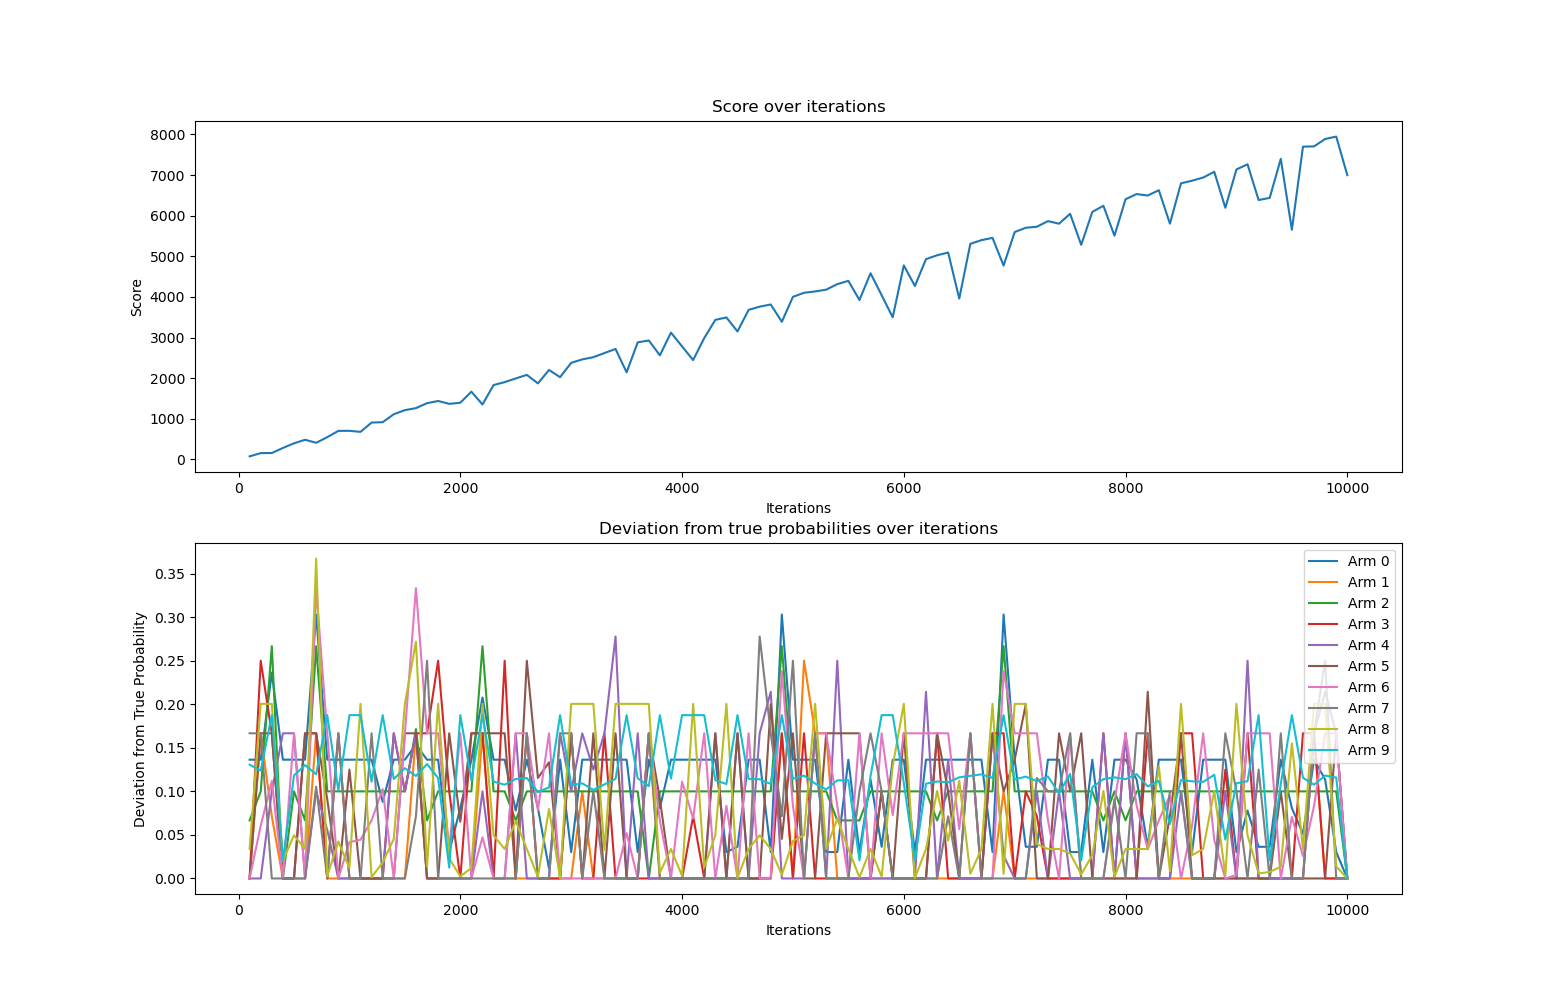 Score over iterations
8000
7000
6000
5000
4000
3000
2000
1000
0
Score
0 2000 4000 6000 8000 10000
Iterations
Deviation from true probabilities over iterations
0.35
0.30
0.25
0.20
0.15
0.10
0.05
0.00
Deviation from True Probability
Arm 0
Arm 1
Arm 2
Arm 3
Arm 4
Arm 5
Arm 6
Arm 7
Arm 8
Arm 9
0 2000 4000 6000 8000 10000
Iterations